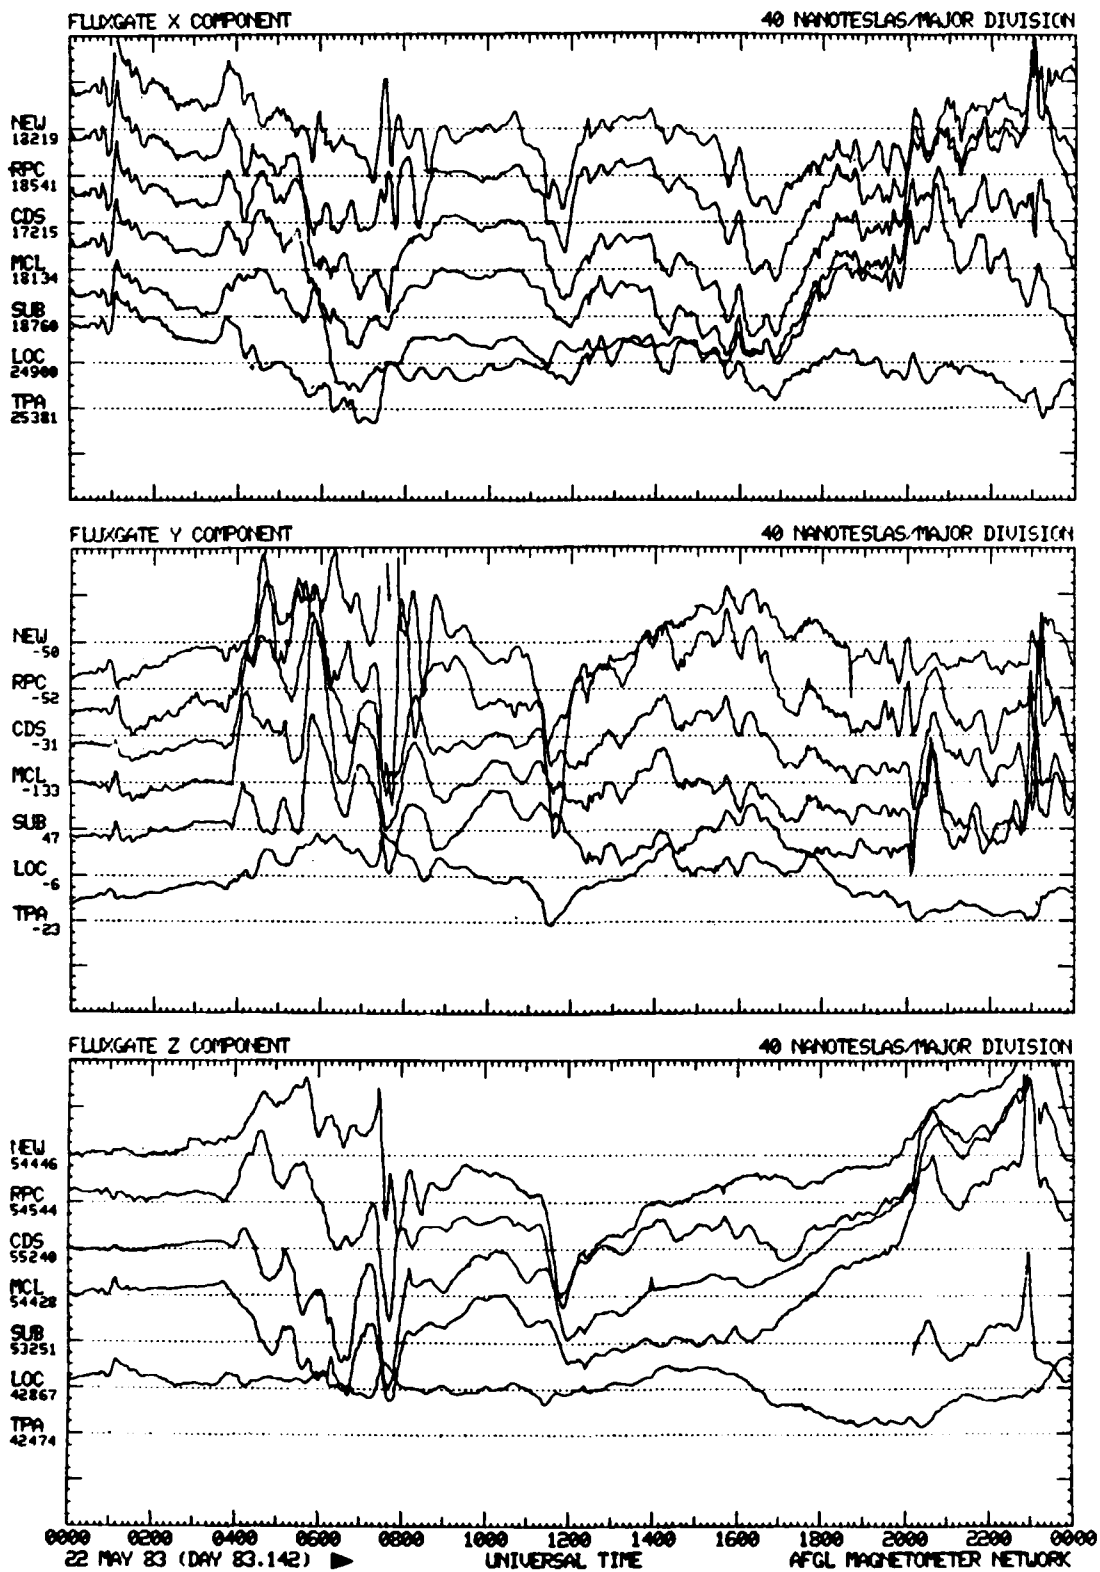 FLUXGATE X COMPONENT 40 NANOTESLAS/MAJOR DIVISION
NEW
18219
RPC
18541
CDS
17215
MCL
18134
SUB
18760
LOC
24900
TPA
25381
FLUXGATE Y COMPONENT 40 NANOTESLAS/MAJOR DIVISION
NEW
-50
RPC
-52
CDS
-31
MCL
-133
SUB
47
LOC
-6
TPA
-23
FLUXGATE Z COMPONENT 40 NANOTESLAS/MAJOR DIVISION
NEW
54446
RPC
54544
CDS
55240
MCL
54428
SUB
53251
LOC
42867
TPA
42474
0000 0200 0400 0600 0800 1000 1200 1400 1600 1800 2000 2200 0000
22 MAY 83 (DAY 83.142) ► UNIVERSAL TIME AFGL MAGNETOMETER NETWORK